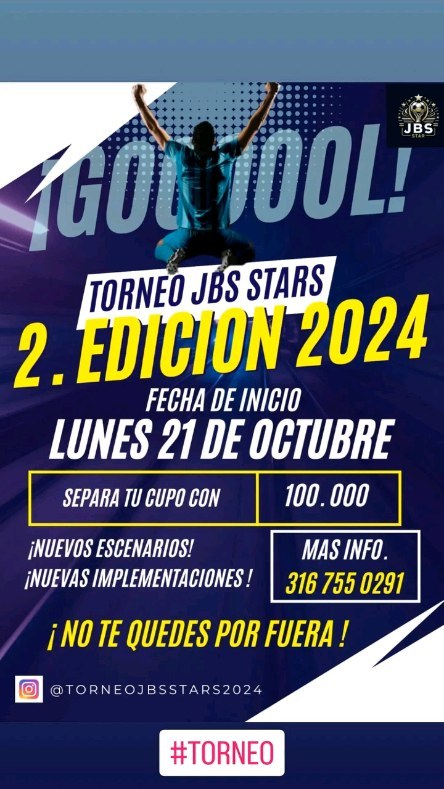 JBS
STAR
¡GOOOOOL!
TORNEO JBS STARS
2. EDICION 2024
FECHA DE INICIO
LUNES 21 DE OCTUBRE
SEPARA TU CUPO CON
100.000
¡NUEVOS ESCENARIOS!
¡NUEVAS IMPLEMENTACIONES!
MAS INFO.
316 755 0291
¡NO TE QUEDES POR FUERA!
@TORNEOJBSSTARS2024
#TORNEO